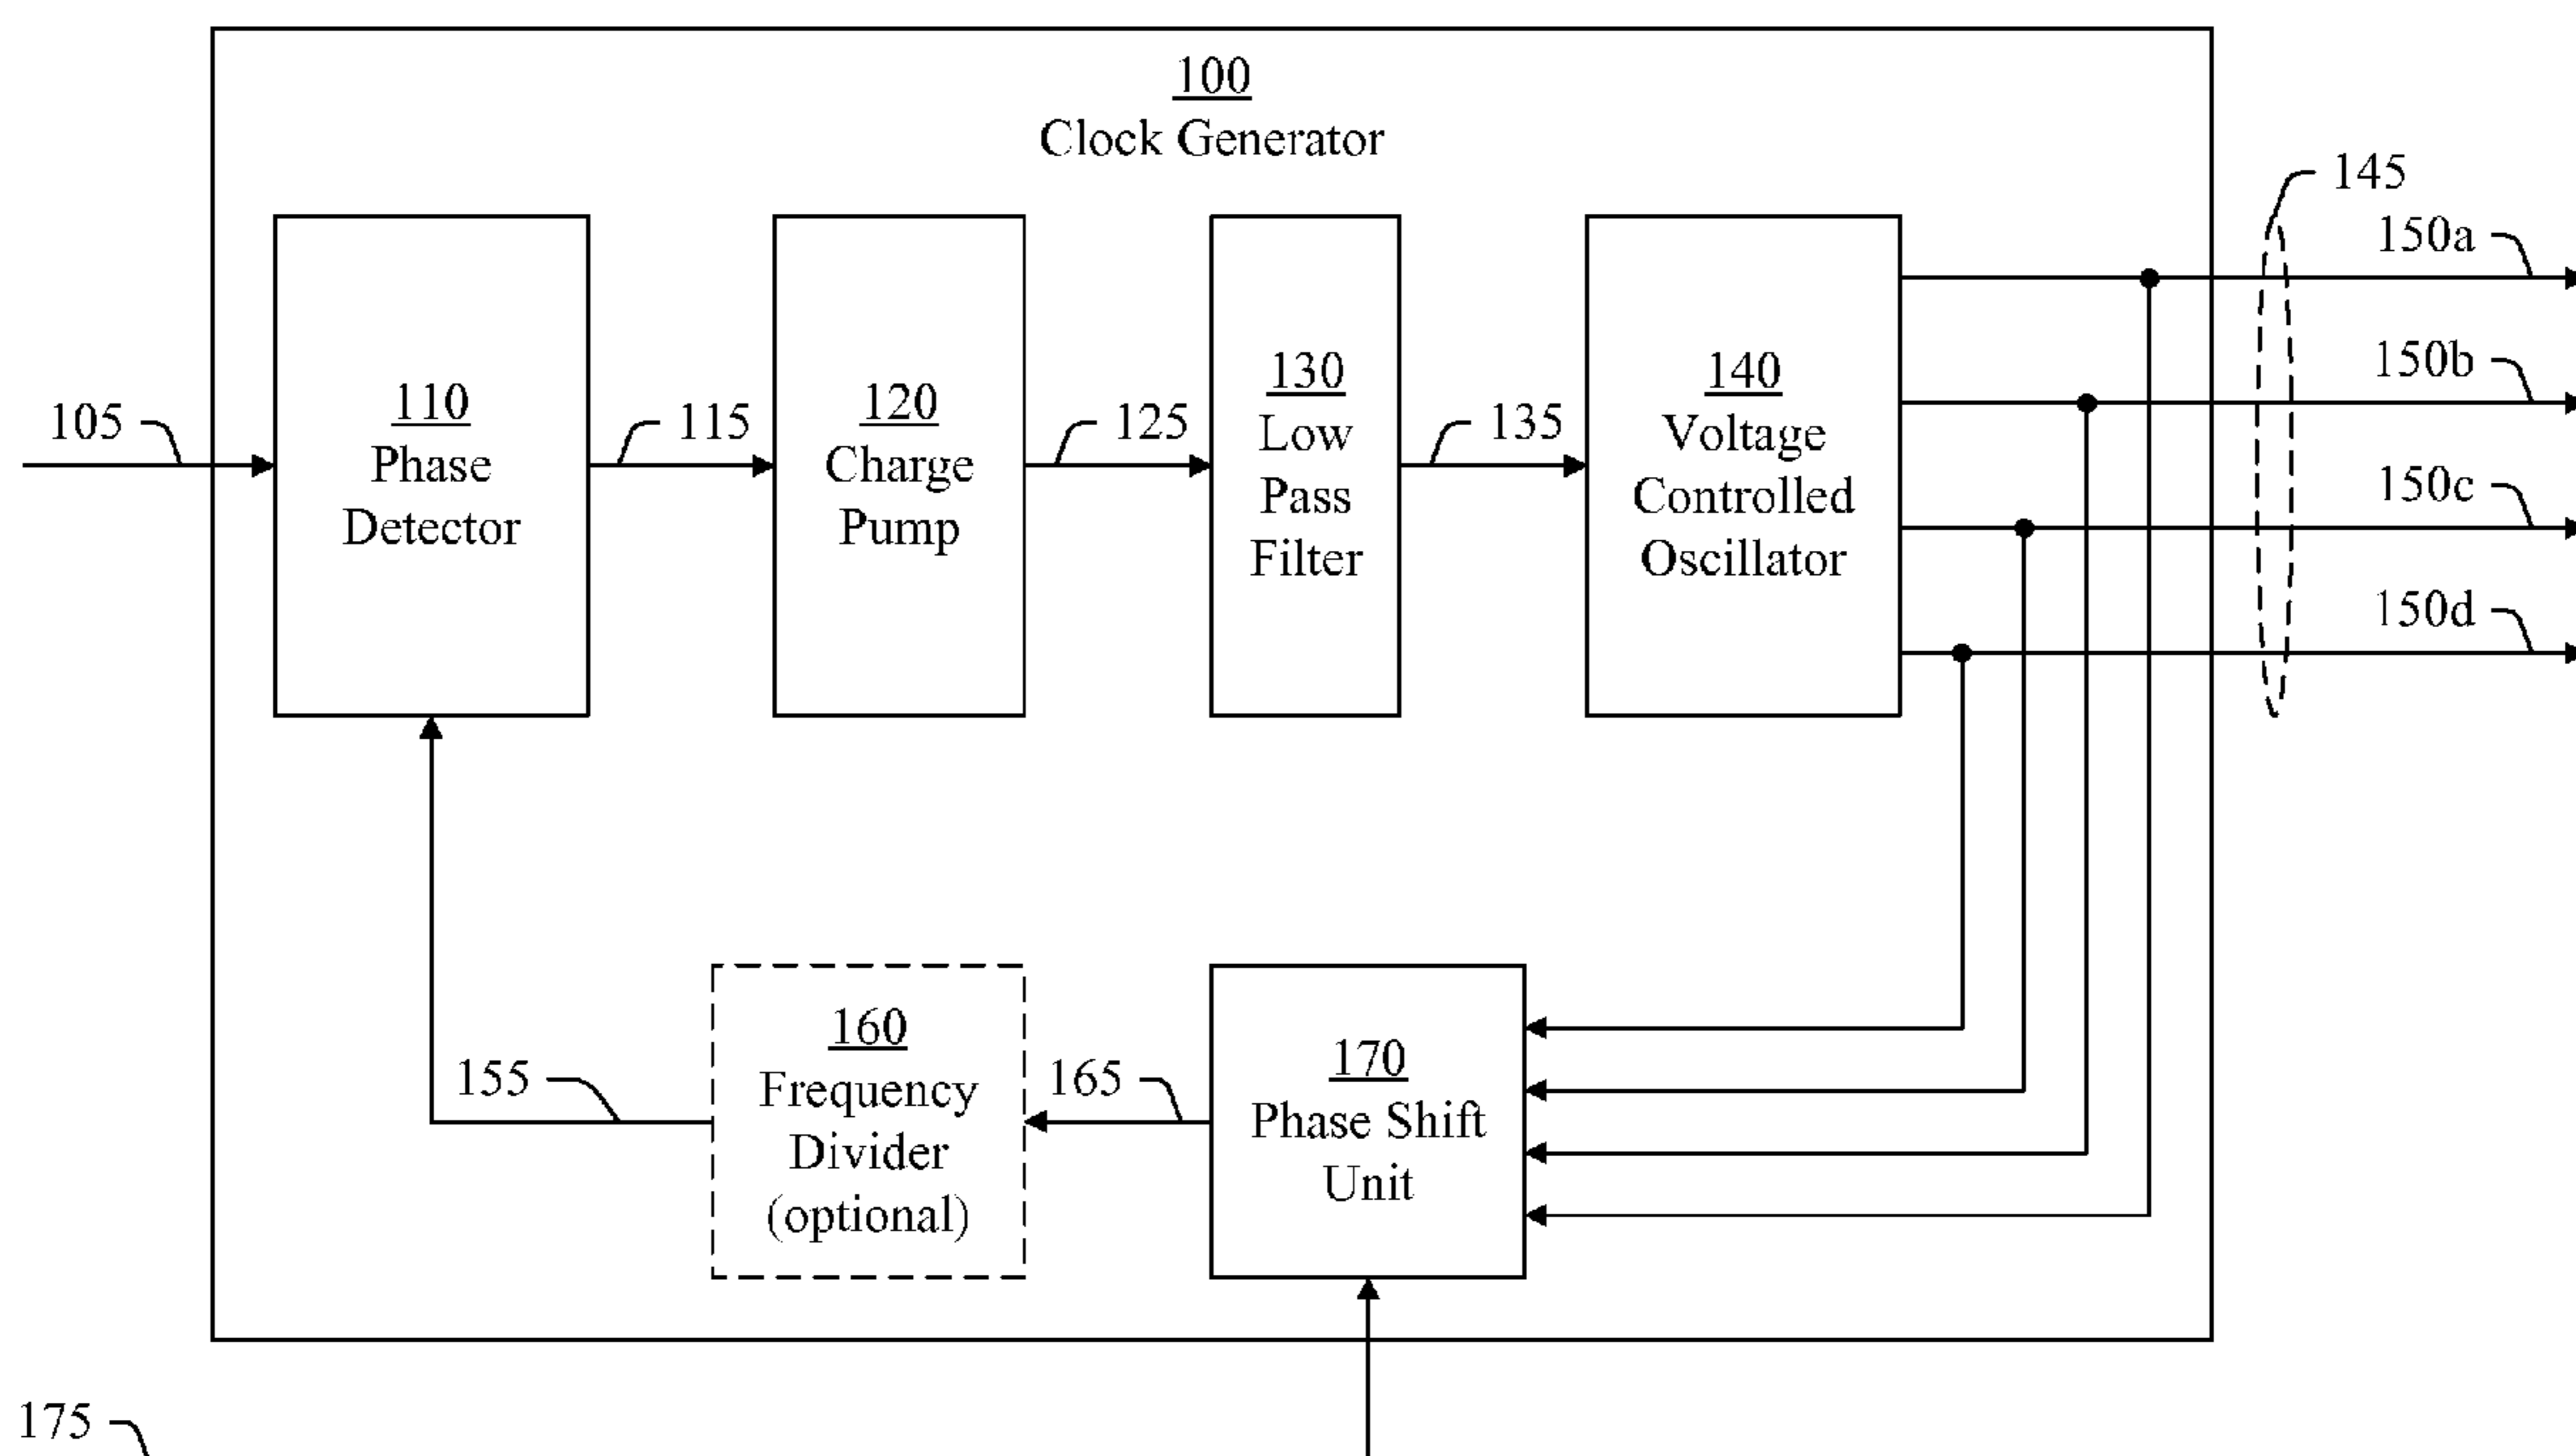 100
Clock Generator
145
150a
150b
150c
150d
105
110
Phase
Detector
115
120
Charge
Pump
125
130
Low
Pass
Filter
135
140
Voltage
Controlled
Oscillator
155
160
Frequency
Divider
(optional)
165
170
Phase Shift
Unit
175